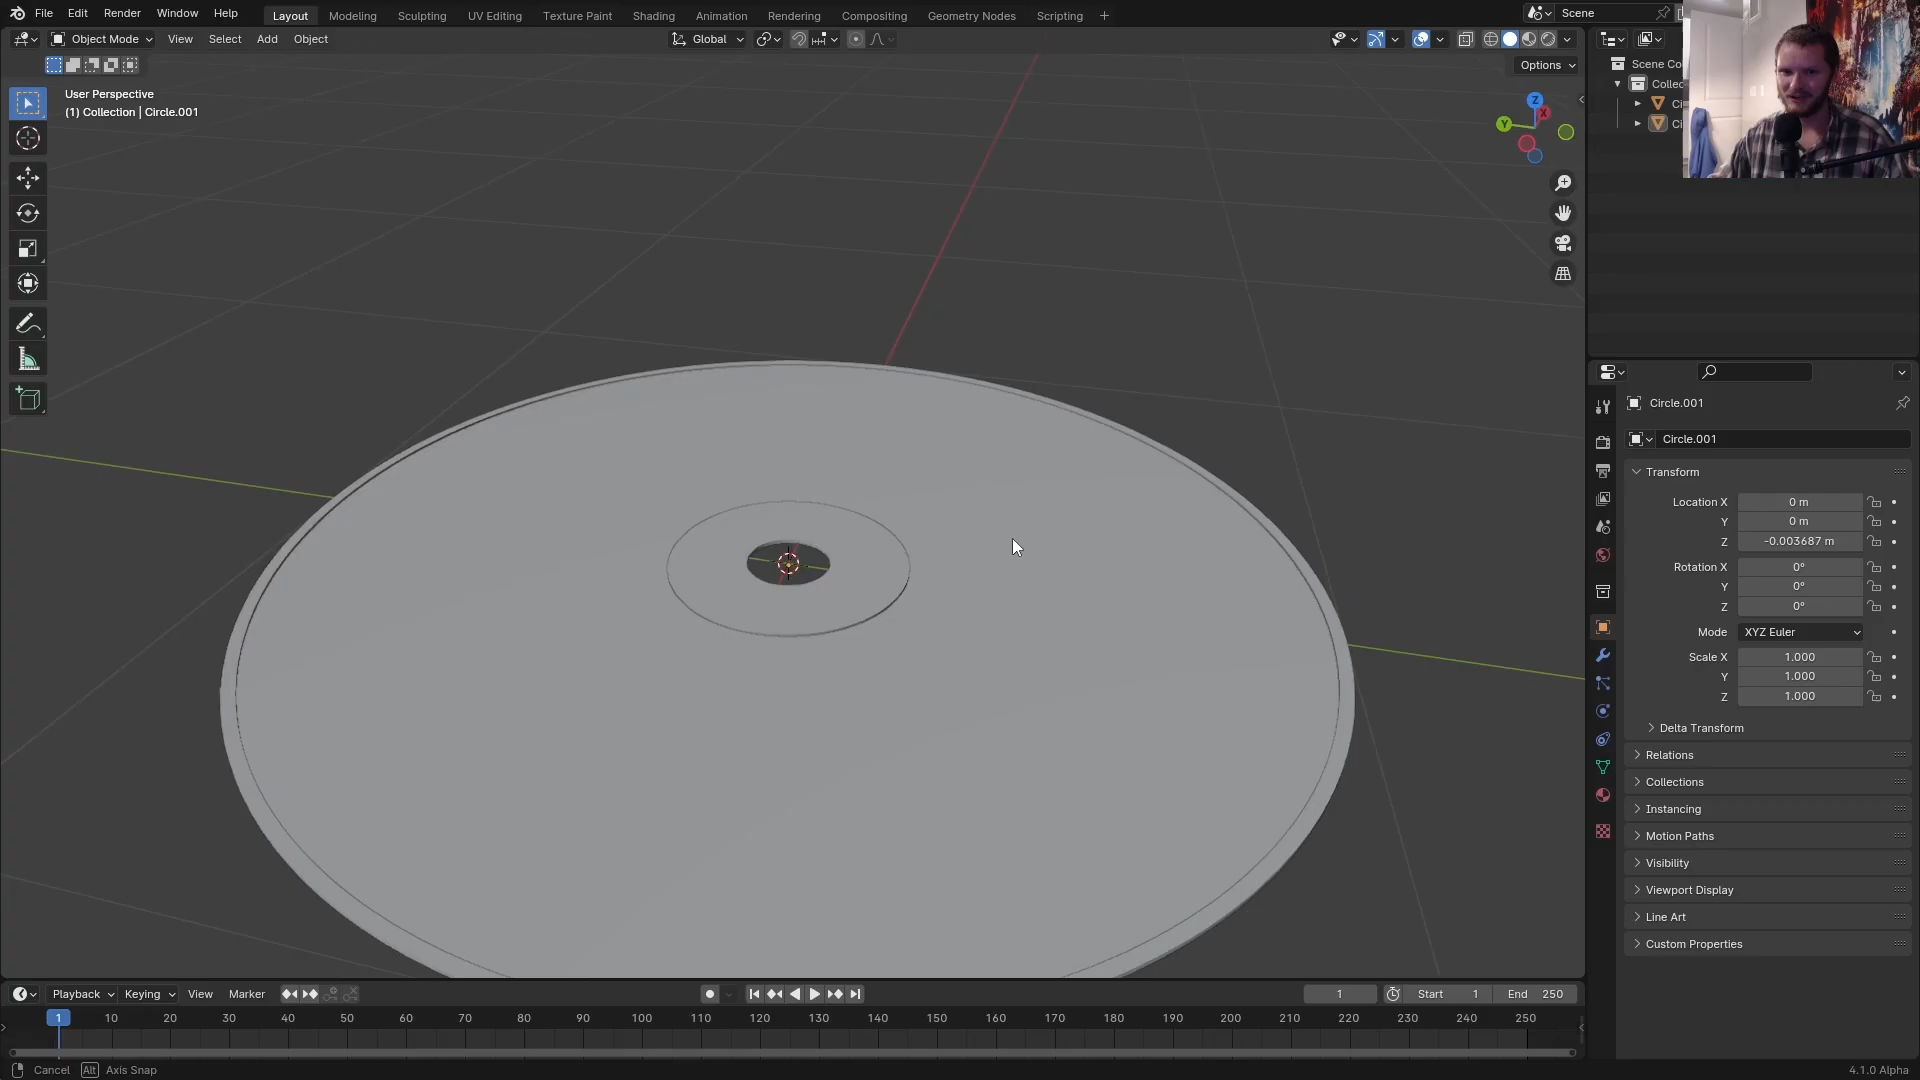 File Edit Render Window Help Layout Modeling Sculpting UV Editing Texture Paint Shading Animation Rendering Compositing Geometry Nodes Scripting + Scene
Object Mode View Select Add Object Global
Options
User Perspective
(1) Collection | Circle.001
Z
X
Y
Scene Co
Collec
Ci
Ci
Circle.001
Circle.001
Transform
Location X 0 m
Y 0 m
Z -0.003687 m
Rotation X 0°
Y 0°
Z 0°
Mode XYZ Euler
Scale X 1.000
Y 1.000
Z 1.000
Delta Transform
Relations
Collections
Instancing
Motion Paths
Visibility
Viewport Display
Line Art
Custom Properties
Playback Keying View Marker 1 Start 1 End 250
1 10 20 30 40 50 60 70 80 90 100 110 120 130 140 150 160 170 180 190 200 210 220 230 240 250
Cancel Alt Axis Snap 4.1.0 Alpha